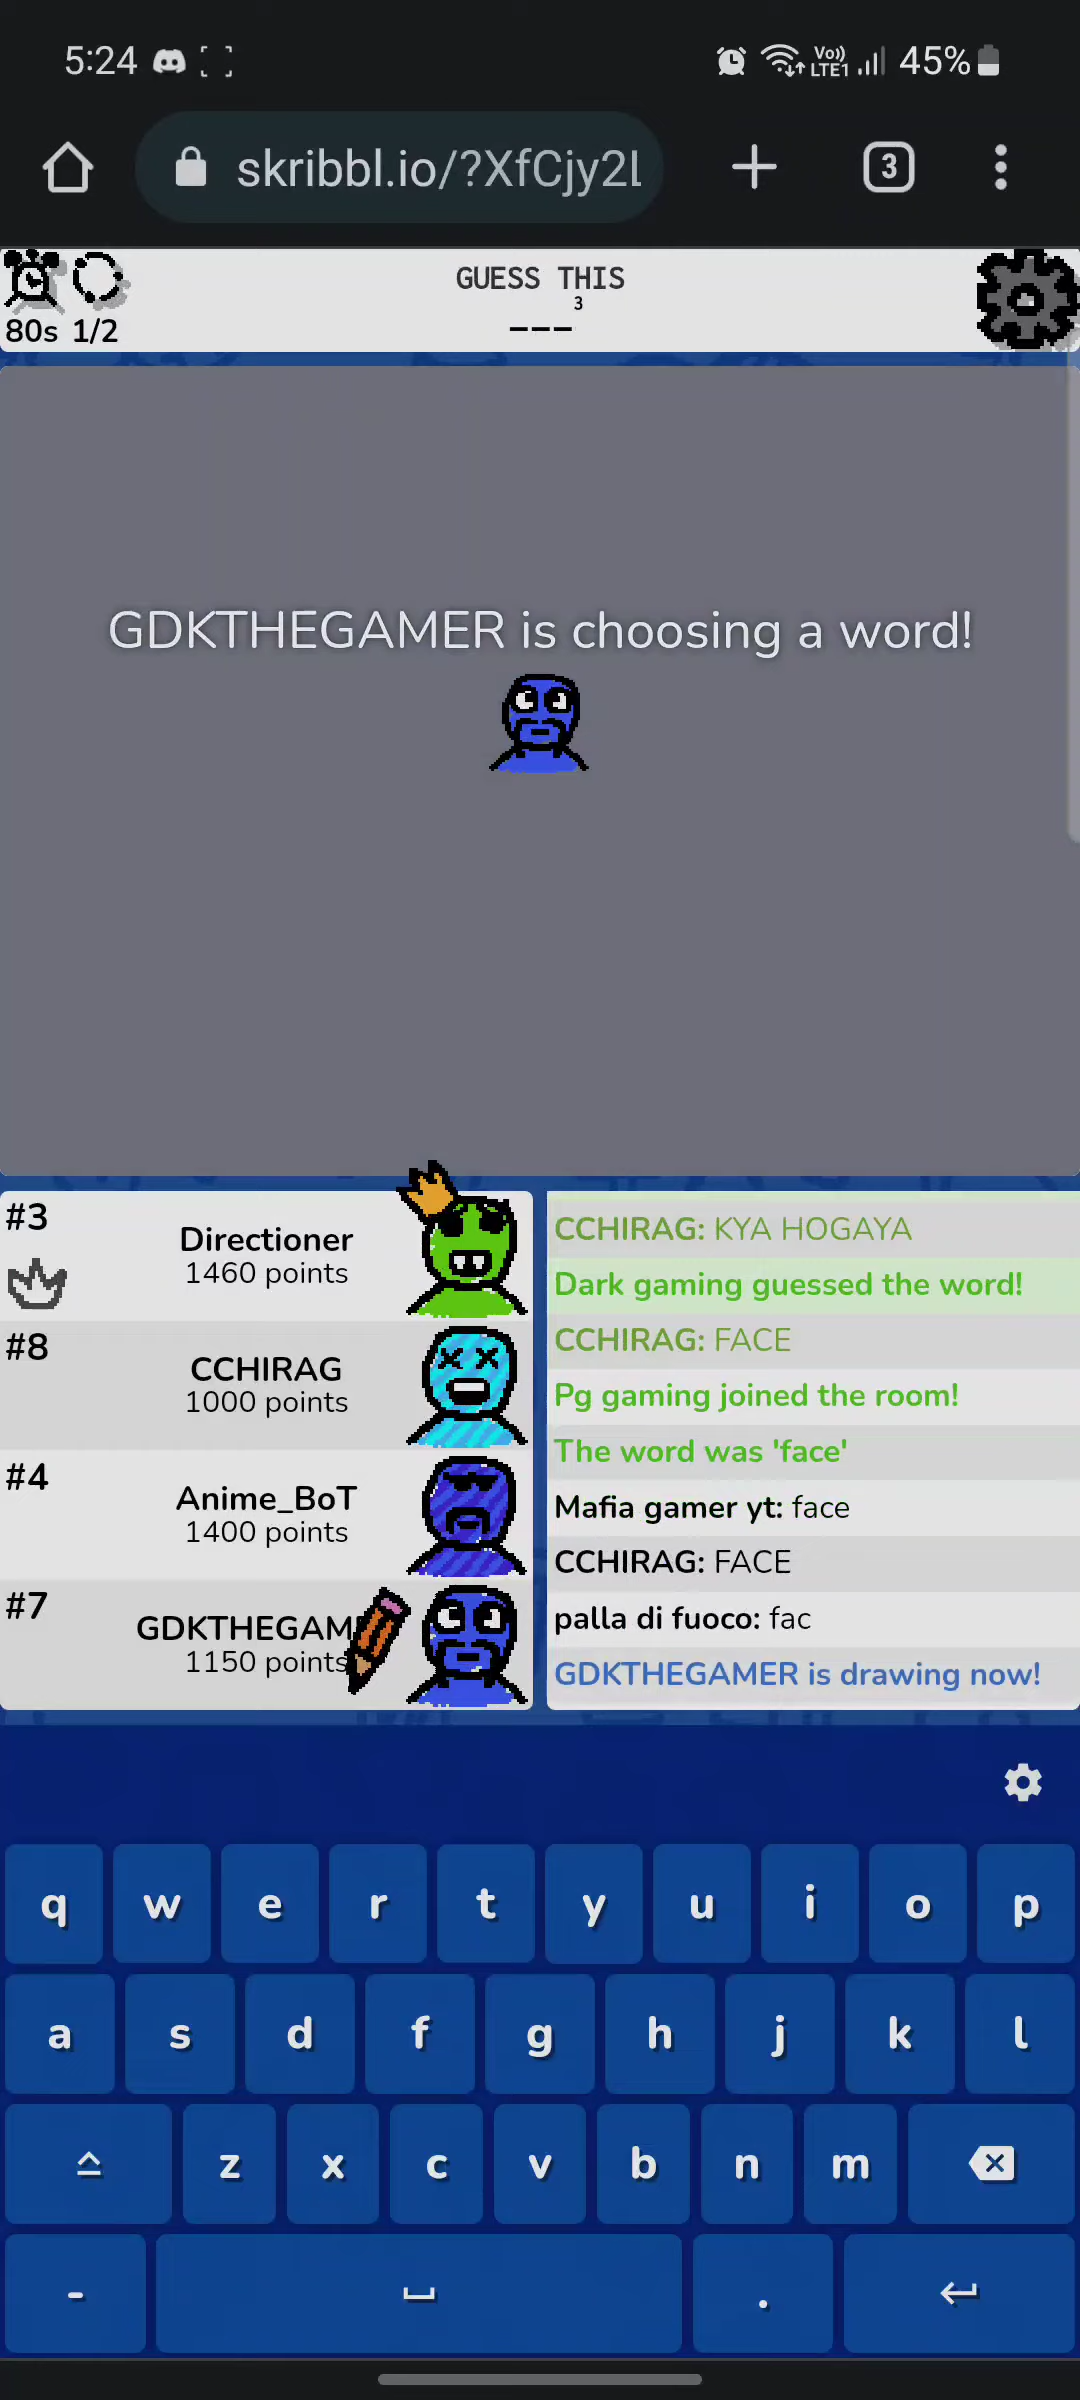 5:24
Vo)) LTE1 45%
skribbl.io/?XfCjy2l
3
GUESS THIS
___ 3
80s 1/2
GDKTHEGAMER is choosing a word!
#3
Directioner
1460 points
#8
CCHIRAG
1000 points
#4
Anime_BoT
1400 points
#7
GDKTHEGAM
1150 points
CCHIRAG: KYA HOGAYA
Dark gaming guessed the word!
CCHIRAG: FACE
Pg gaming joined the room!
The word was 'face'
Mafia gamer yt: face
CCHIRAG: FACE
palla di fuoco: fac
GDKTHEGAMER is drawing now!
q w e r t y u i o p
a s d f g h j k l
z x c v b n m
- .